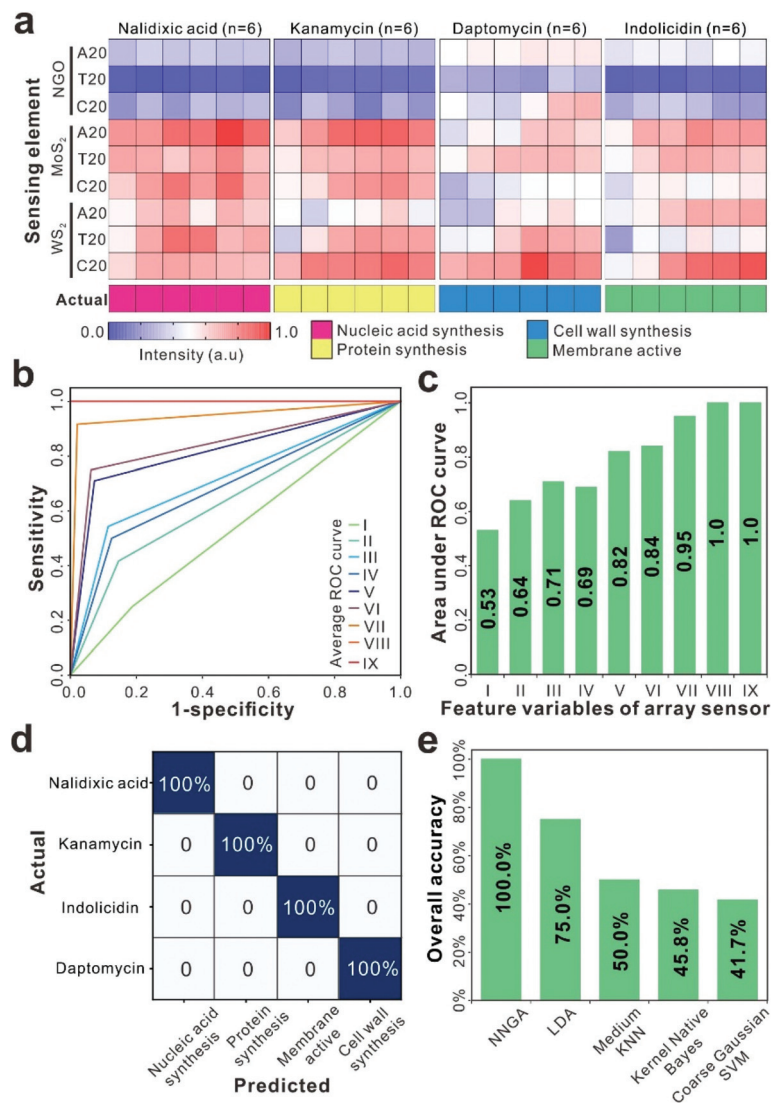 a
Nalidixic acid (n=6) Kanamycin (n=6) Daptomycin (n=6) Indolicidin (n=6)
Sensing element
NGO
A20
T20
C20
MoS2
A20
T20
C20
WS2
A20
T20
C20
Actual
0.0 1.0
Intensity (a.u)
Nucleic acid synthesis
Protein synthesis
Cell wall synthesis
Membrane active
b
Sensitivity
1.0
0.8
0.6
0.4
0.2
0.0
0.0 0.2 0.4 0.6 0.8 1.0
1-specificity
Average ROC curve
I
II
III
IV
V
VI
VII
VIII
IX
c
Area under ROC curve
1.0
0.8
0.6
0.4
0.2
0.0
0.53 0.64 0.71 0.69 0.82 0.84 0.95 1.0 1.0
I II III IV V VI VII VIII IX
Feature variables of array sensor
d
Actual
Nalidixic acid 100% 0 0 0
Kanamycin 0 100% 0 0
Indolicidin 0 0 100% 0
Daptomycin 0 0 0 100%
Nucleic acid
synthesis
Protein
synthesis
Membrane
active
Cell wall
synthesis
Predicted
e
Overall accuracy
100%
80%
60%
40%
20%
0%
100.0% 75.0% 50.0% 45.8% 41.7%
NNGA
LDA
Medium
KNN
Kernel Native
Bayes
Coarse Gaussian
SVM